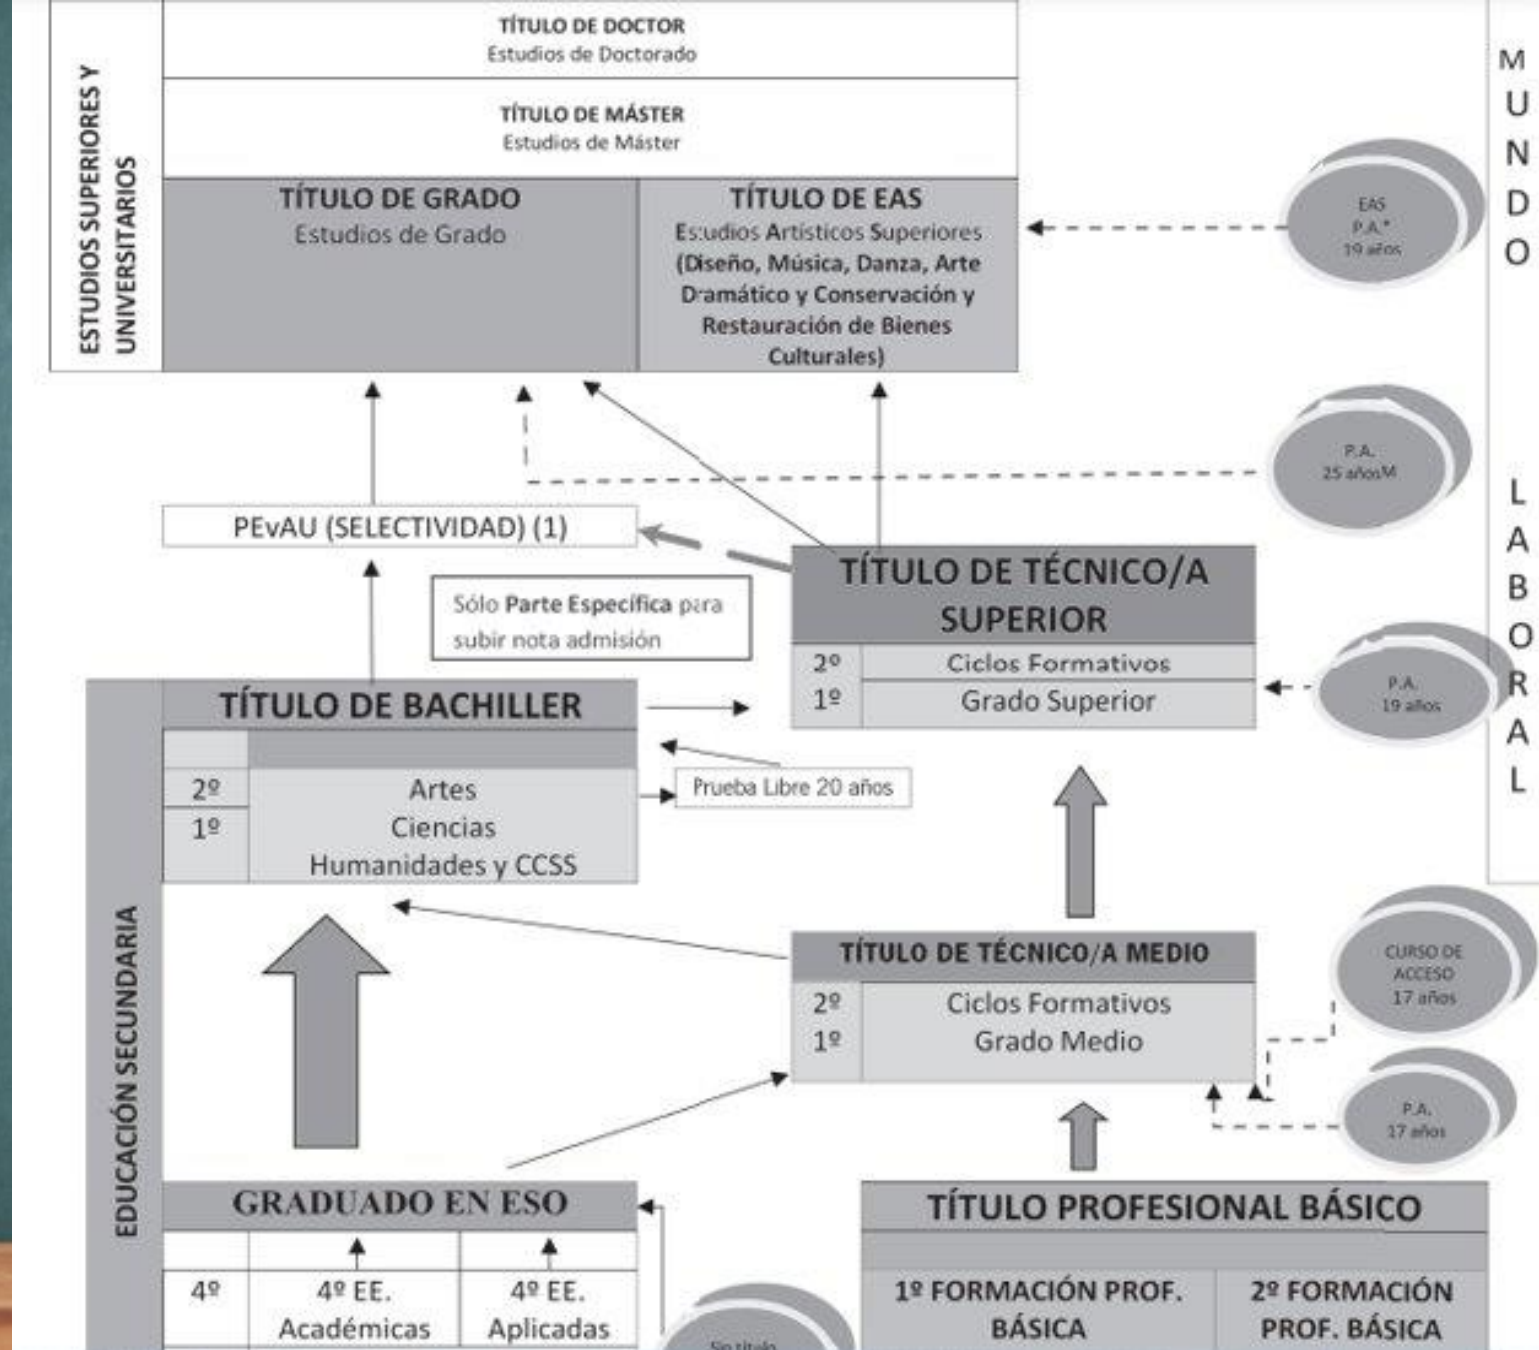 TÍTULO DE DOCTOR
Estudios de Doctorado
TÍTULO DE MÁSTER
Estudios de Máster
ESTUDIOS SUPERIORES Y
UNIVERSITARIOS
TÍTULO DE GRADO
Estudios de Grado
TÍTULO DE EAS
Estudios Artísticos Superiores
(Diseño, Música, Danza, Arte
Dramático y Conservación y
Restauración de Bienes
Culturales)
EAS
P.A.*
19 años
MUNDO
LABORAL
P.A.
25 añosM
PEvAU (SELECTIVIDAD) (1)
Sólo Parte Específica para
subir nota admisión
TÍTULO DE TÉCNICO/A
SUPERIOR
2º Ciclos Formativos
1º Grado Superior
P.A.
19 años
TÍTULO DE BACHILLER
2º Artes
1º Ciencias
Humanidades y CCSS
Prueba Libre 20 años
EDUCACIÓN SECUNDARIA
TÍTULO DE TÉCNICO/A MEDIO
2º Ciclos Formativos
1º Grado Medio
CURSO DE
ACCESO
17 años
P.A.
17 años
GRADUADO EN ESO
4º 4º EE. 4º EE.
Académicas Aplicadas
Sin título
TÍTULO PROFESIONAL BÁSICO
1º FORMACIÓN PROF. 2º FORMACIÓN
BÁSICA PROF. BÁSICA